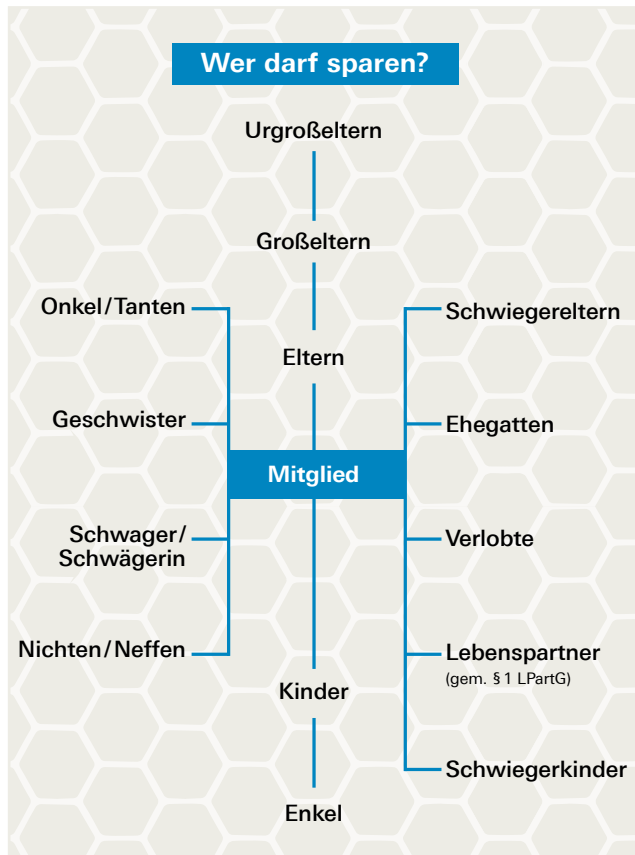 Wer darf sparen?
Urgroßeltern
Großeltern
Onkel/Tanten
Schwiegereltern
Eltern
Geschwister
Ehegatten
Mitglied
Schwager/
Schwägerin
Verlobte
Nichten/Neffen
Lebenspartner
(gem. § 1 LPartG)
Kinder
Schwiegerkinder
Enkel